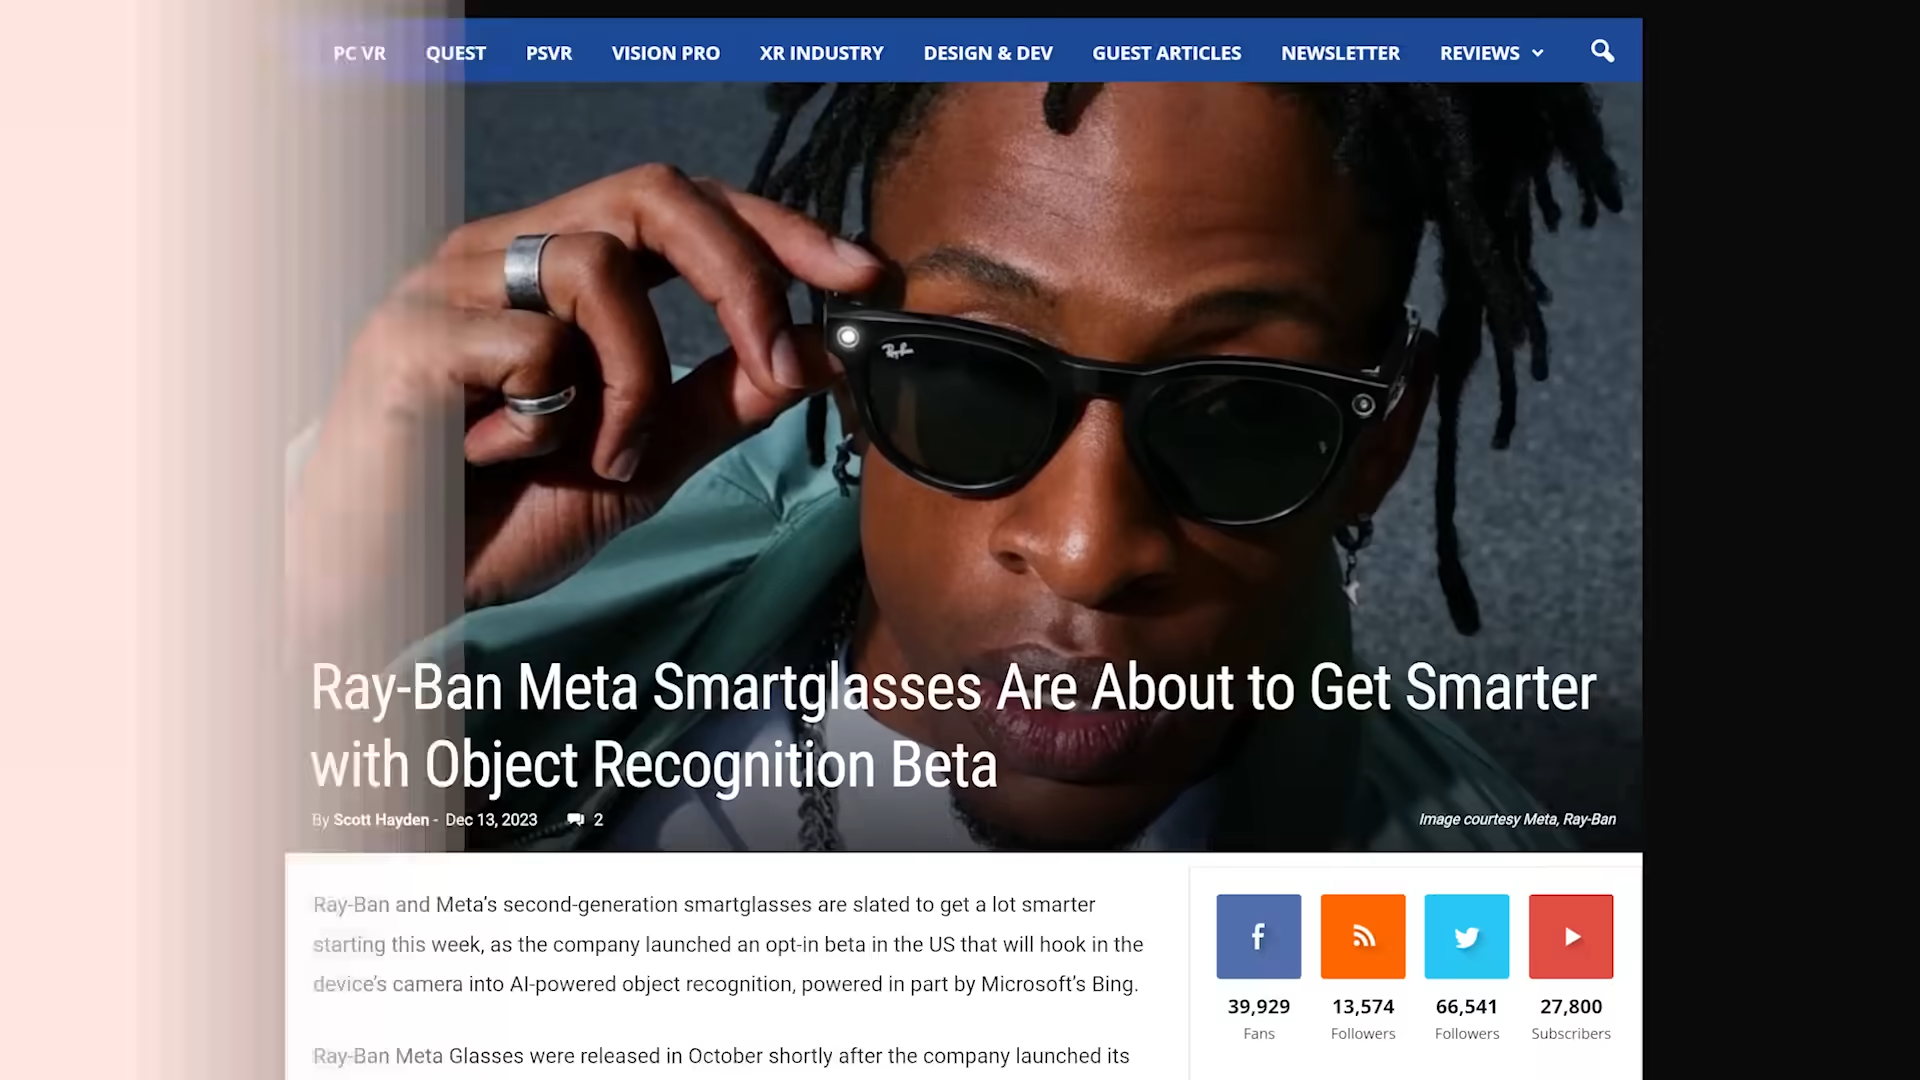 PC VR QUEST PSVR VISION PRO XR INDUSTRY DESIGN & DEV GUEST ARTICLES NEWSLETTER REVIEWS
Ray-Ban
Ray-Ban Meta Smartglasses Are About to Get Smarter
with Object Recognition Beta
By Scott Hayden - Dec 13, 2023 2
Image courtesy Meta, Ray-Ban
Ray-Ban and Meta’s second-generation smartglasses are slated to get a lot smarter
starting this week, as the company launched an opt-in beta in the US that will hook in the
device’s camera into AI-powered object recognition, powered in part by Microsoft’s Bing.
Ray-Ban Meta Glasses were released in October shortly after the company launched its
39,929 13,574 66,541 27,800
Fans Followers Followers Subscribers